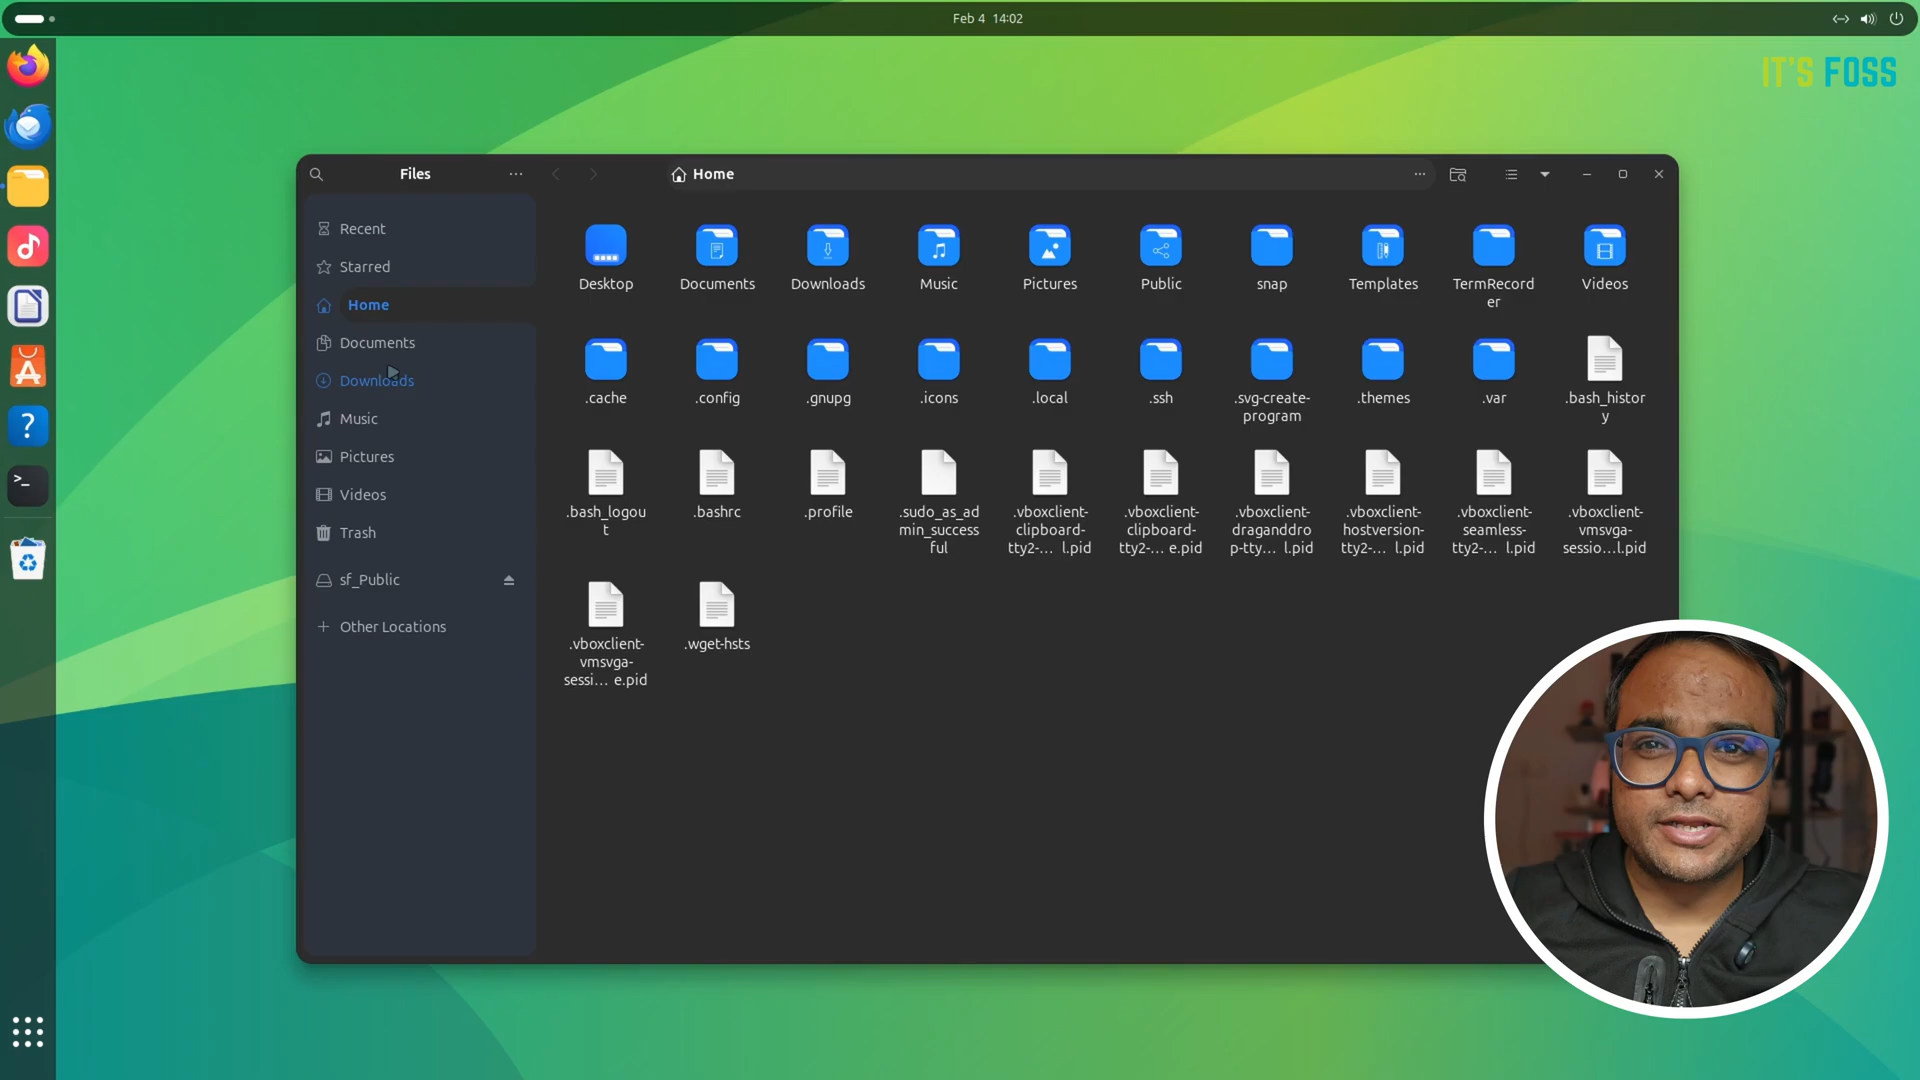 Feb 4 14:02
IT'S FOSS
Files
Home
Recent
Starred
Home
Documents
Downloads
Music
Pictures
Videos
Trash
sf_Public
Other Locations
Desktop
Documents
Downloads
Music
Pictures
Public
snap
Templates
TermRecord
er
Videos
.cache
.config
.gnupg
.icons
.local
.ssh
.svg-create-
program
.themes
.var
.bash_histor
y
.bash_logou
t
.bashrc
.profile
.sudo_as_ad
min_success
ful
.vboxclient-
clipboard-
tty2-... l.pid
.vboxclient-
clipboard-
tty2-... e.pid
.vboxclient-
draganddro
p-tty... l.pid
.vboxclient-
hostversion-
tty2-... l.pid
.vboxclient-
seamless-
tty2-... l.pid
.vboxclient-
vmsvga-
sessio...l.pid
.vboxclient-
vmsvga-
sessi... e.pid
.wget-hsts